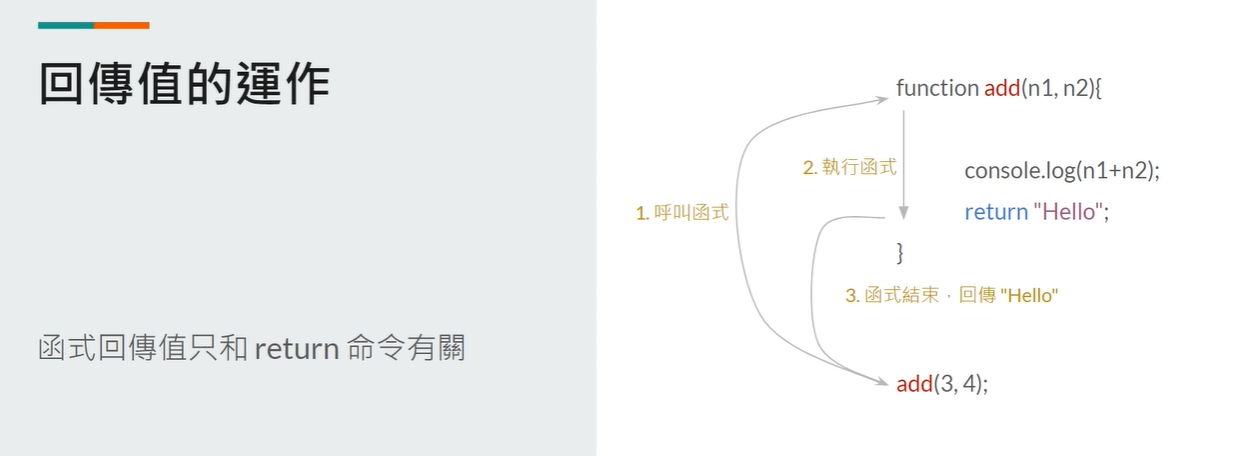 回傳值的運作
函式回傳值只和 return 命令有關
function add(n1, n2){
2. 執行函式
console.log(n1+n2);
1. 呼叫函式
return "Hello";
}
3. 函式結束，回傳 "Hello"
add(3, 4);